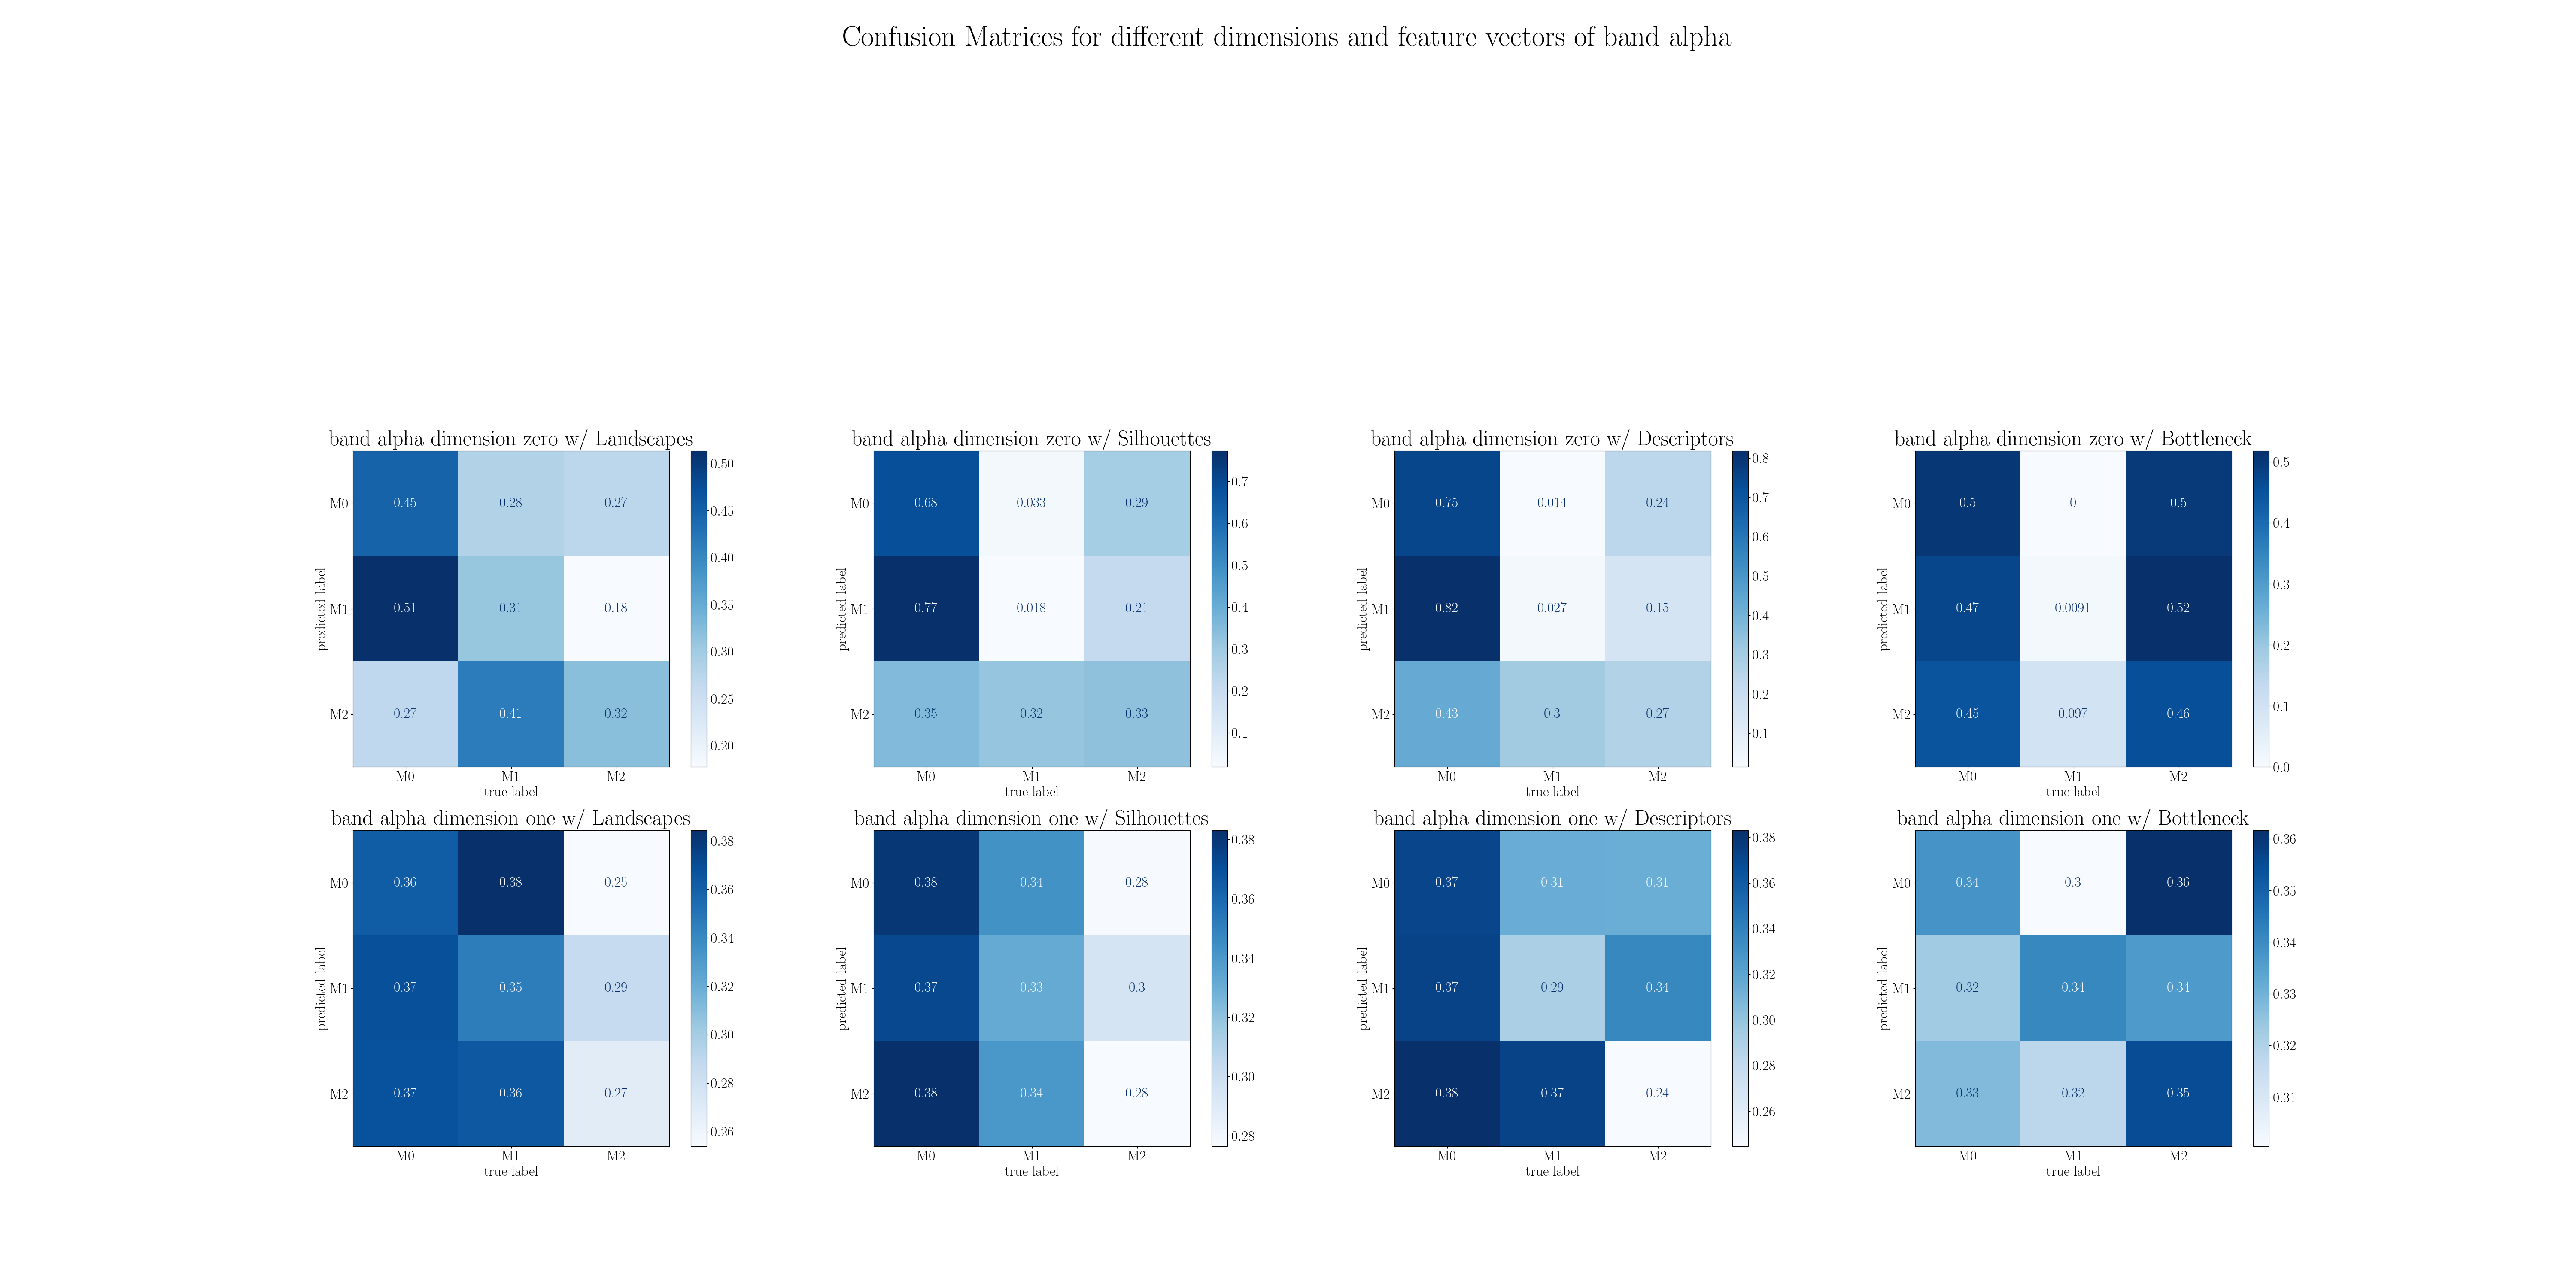 Confusion Matrices for different dimensions and feature vectors of band alpha
band alpha dimension zero w/ Landscapes
M0 0.45 0.28 0.27
M1 0.51 0.31 0.18
M2 0.27 0.41 0.32
M0 M1 M2
true label
predicted label
0.50
0.45
0.40
0.35
0.30
0.25
0.20
band alpha dimension zero w/ Silhouettes
M0 0.68 0.033 0.29
M1 0.77 0.018 0.21
M2 0.35 0.32 0.33
M0 M1 M2
true label
predicted label
0.7
0.6
0.5
0.4
0.3
0.2
0.1
band alpha dimension zero w/ Descriptors
M0 0.75 0.014 0.24
M1 0.82 0.027 0.15
M2 0.43 0.3 0.27
M0 M1 M2
true label
predicted label
0.8
0.7
0.6
0.5
0.4
0.3
0.2
0.1
band alpha dimension zero w/ Bottleneck
M0 0.5 0 0.5
M1 0.47 0.0091 0.52
M2 0.45 0.097 0.46
M0 M1 M2
true label
predicted label
0.5
0.4
0.3
0.2
0.1
0.0
band alpha dimension one w/ Landscapes
M0 0.36 0.38 0.25
M1 0.37 0.35 0.29
M2 0.37 0.36 0.27
M0 M1 M2
true label
predicted label
0.38
0.36
0.34
0.32
0.30
0.28
0.26
band alpha dimension one w/ Silhouettes
M0 0.38 0.34 0.28
M1 0.37 0.33 0.3
M2 0.38 0.34 0.28
M0 M1 M2
true label
predicted label
0.38
0.36
0.34
0.32
0.30
0.28
band alpha dimension one w/ Descriptors
M0 0.37 0.31 0.31
M1 0.37 0.29 0.34
M2 0.38 0.37 0.24
M0 M1 M2
true label
predicted label
0.38
0.36
0.34
0.32
0.30
0.28
0.26
band alpha dimension one w/ Bottleneck
M0 0.34 0.3 0.36
M1 0.32 0.34 0.34
M2 0.33 0.32 0.35
M0 M1 M2
true label
predicted label
0.36
0.35
0.34
0.33
0.32
0.31